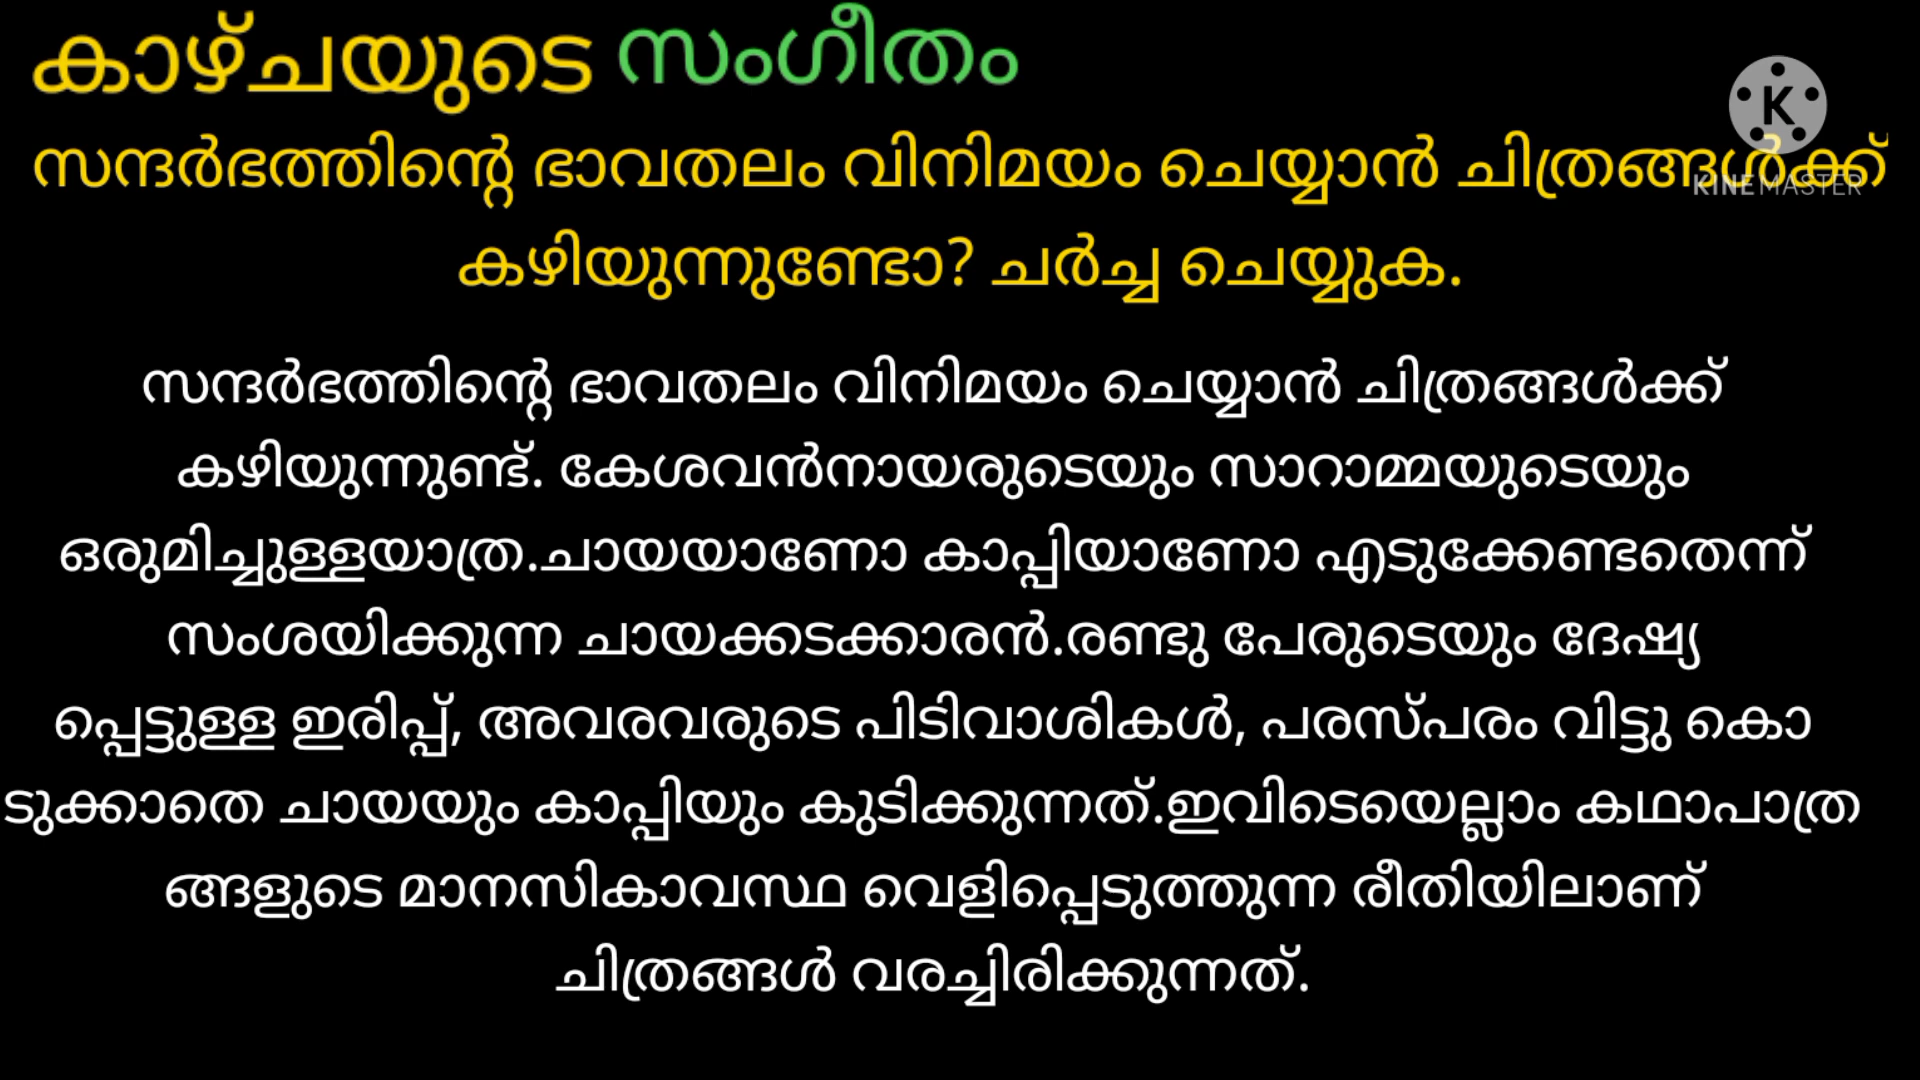 കാഴ്ചയുടെ സംഗീതം
സന്ദർഭത്തിന്റെ ഭാവതലം വിനിമയം ചെയ്യാൻ ചിത്രങ്ങൾക്ക്
കഴിയുന്നുണ്ടോ? ചർച്ച ചെയ്യുക.
K
KINEMASTER
സന്ദർഭത്തിന്റെ ഭാവതലം വിനിമയം ചെയ്യാൻ ചിത്രങ്ങൾക്ക്
കഴിയുന്നുണ്ട്. കേശവൻനായരുടെയും സാറാമ്മയുടെയും
ഒരുമിച്ചുള്ളയാത്ര.ചായയാണോ കാപ്പിയാണോ എടുക്കേണ്ടതെന്ന്
സംശയിക്കുന്ന ചായക്കടക്കാരൻ.രണ്ടു പേരുടെയും ദേഷ്യ
പ്പെട്ടുള്ള ഇരിപ്പ്, അവരവരുടെ പിടിവാശികൾ, പരസ്പരം വിട്ടു കൊ
ടുക്കാതെ ചായയും കാപ്പിയും കുടിക്കുന്നത്.ഇവിടെയെല്ലാം കഥാപാത്ര
ങ്ങളുടെ മാനസികാവസ്ഥ വെളിപ്പെടുത്തുന്ന രീതിയിലാണ്
ചിത്രങ്ങൾ വരച്ചിരിക്കുന്നത്.